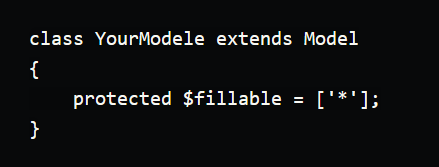 class YourModele extends Model
{
    protected $fillable = ['*'];
}